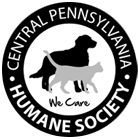 CENTRAL PENNSYLVANIA
We Care
• HUMANE SOCIETY •